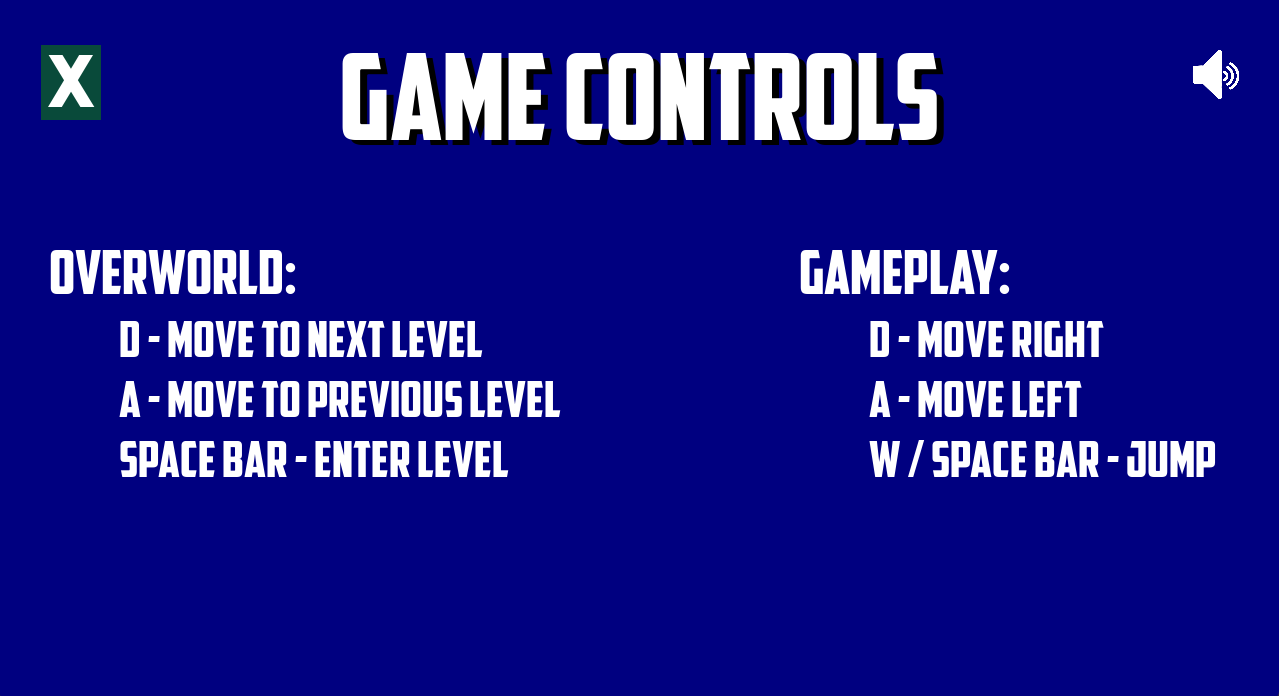 X
GAME CONTROLS
OVERWORLD:
D - MOVE TO NEXT LEVEL
A - MOVE TO PREVIOUS LEVEL
SPACE BAR - ENTER LEVEL
GAMEPLAY:
D - MOVE RIGHT
A - MOVE LEFT
W / SPACE BAR - JUMP